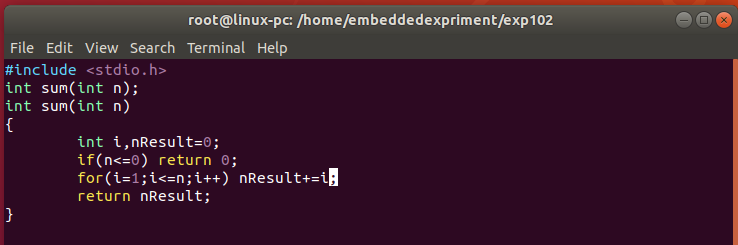 root@linux-pc: /home/embeddedexpriment/exp102
File Edit View Search Terminal Help
#include <stdio.h>
int sum(int n);
int sum(int n)
{
        int i,nResult=0;
        if(n<=0) return 0;
        for(i=1;i<=n;i++) nResult+=i;
        return nResult;
}